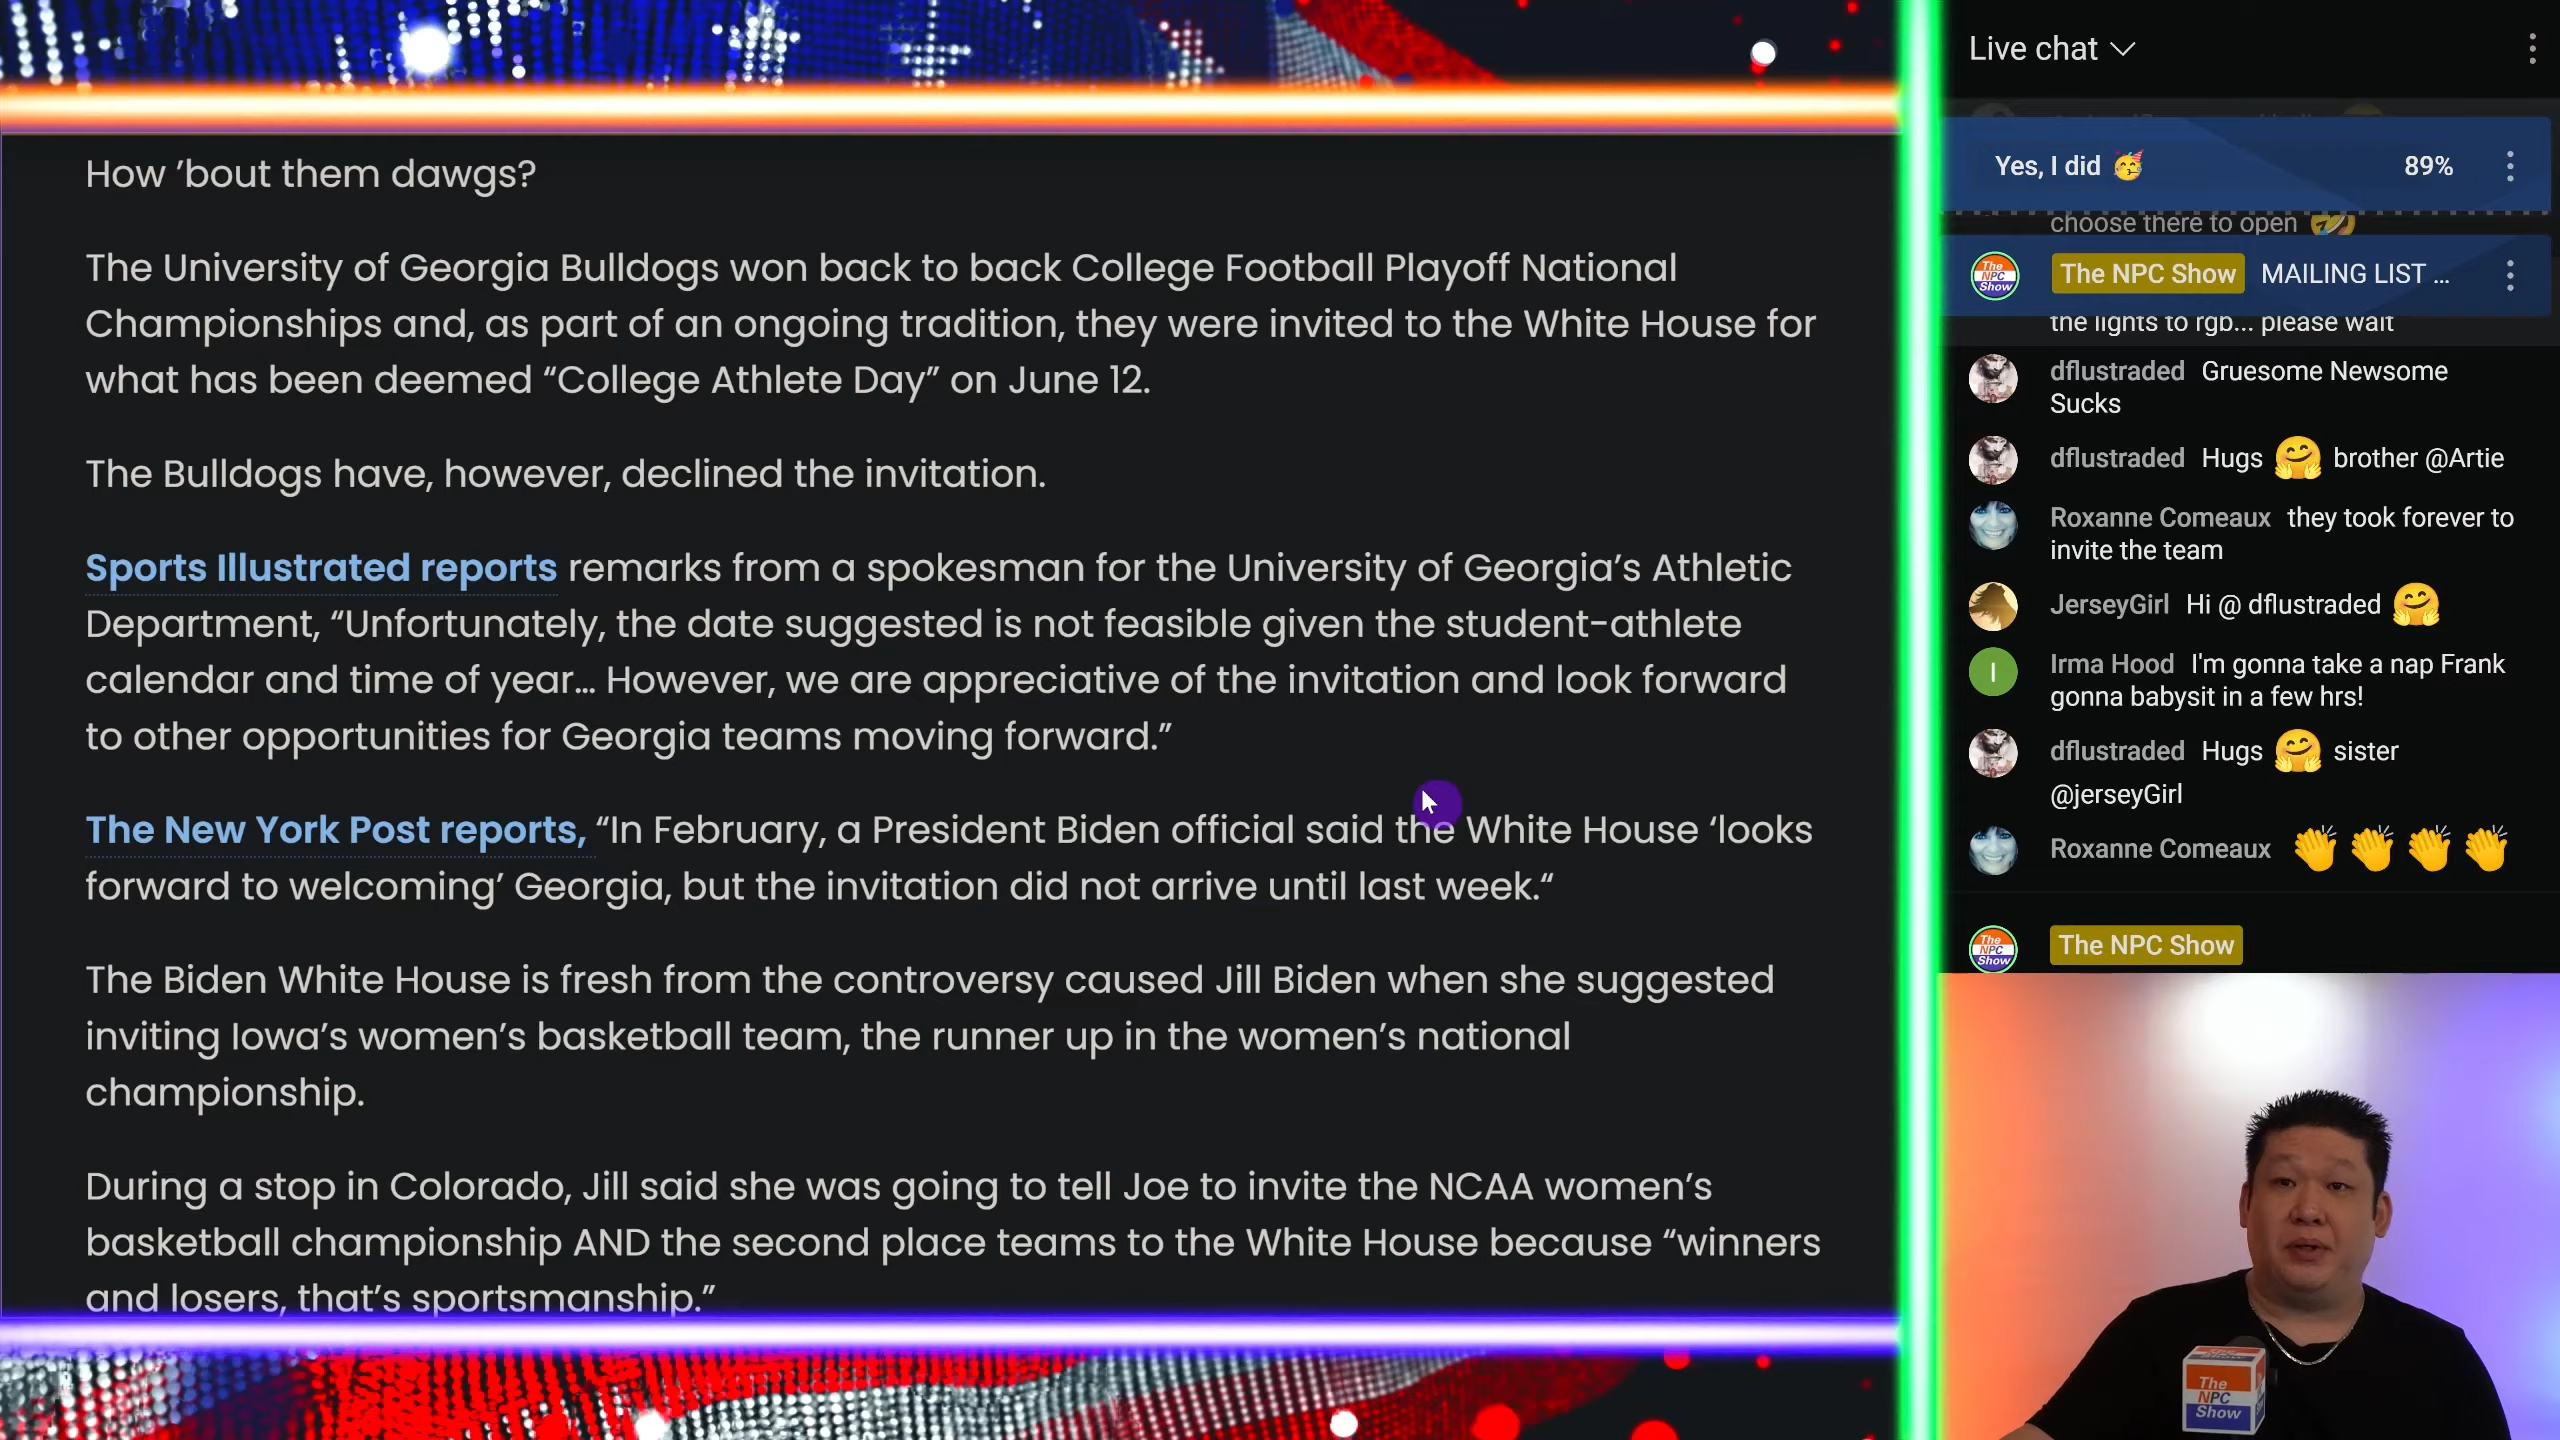 How ’bout them dawgs?
The University of Georgia Bulldogs won back to back College Football Playoff National
Championships and, as part of an ongoing tradition, they were invited to the White House for
what has been deemed “College Athlete Day” on June 12.
The Bulldogs have, however, declined the invitation.
Sports Illustrated reports remarks from a spokesman for the University of Georgia’s Athletic
Department, “Unfortunately, the date suggested is not feasible given the student-athlete
calendar and time of year… However, we are appreciative of the invitation and look forward
to other opportunities for Georgia teams moving forward.”
The New York Post reports, “In February, a President Biden official said the White House ‘looks
forward to welcoming’ Georgia, but the invitation did not arrive until last week.“
The Biden White House is fresh from the controversy caused Jill Biden when she suggested
inviting Iowa’s women’s basketball team, the runner up in the women’s national
championship.
During a stop in Colorado, Jill said she was going to tell Joe to invite the NCAA women’s
basketball championship AND the second place teams to the White House because “winners
and losers, that’s sportsmanship.”
Live chat
Yes, I did 🥳 89%
choose there to open 🤣
The NPC Show MAILING LIST ...
the lights to rgb... please wait
dflustraded Gruesome Newsome
Sucks
dflustraded Hugs 🤗 brother @Artie
Roxanne Comeaux they took forever to
invite the team
JerseyGirl Hi @ dflustraded 🤗
I Irma Hood I'm gonna take a nap Frank
gonna babysit in a few hrs!
dflustraded Hugs 🤗 sister
@jerseyGirl
Roxanne Comeaux 👏 👏 👏 👏
The NPC Show
The
NPC
Show